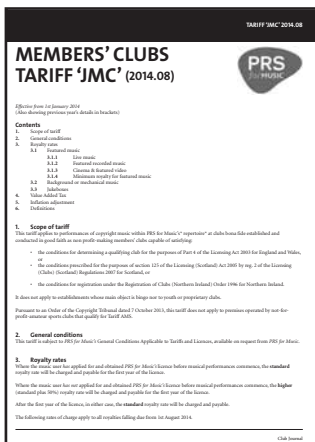 TARIFF 'JMC' 2014.08
MEMBERS' CLUBS
TARIFF 'JMC' (2014.08)
PRS
for MUSIC
Effective from 1st January 2014
(Also showing previous year's details in brackets)
Contents
1. Scope of tariff
2. General conditions
3. Royalty rates
3.1 Featured music
3.1.1 Live music
3.1.2 Featured recorded music
3.1.3 Cinema & featured video
3.1.4 Minimum royalty for featured music
3.2 Background or mechanical music
3.3 Jukeboxes
4. Value Added Tax
5. Inflation adjustment
6. Definitions
1. Scope of tariff
This tariff applies to performances of copyright music within PRS for Music's* repertoire* at clubs bona fide established and
conducted in good faith as non profit-making members' clubs capable of satisfying:
• the conditions for determining a qualifying club for the purposes of Part 4 of the Licensing Act 2003 for England and Wales,
or
• the conditions prescribed for the purposes of section 125 of the Licensing (Scotland) Act 2005 by reg. 2 of the Licensing
(Clubs) (Scotland) Regulations 2007 for Scotland, or
• the conditions for registration under the Registration of Clubs (Northern Ireland) Order 1996 for Northern Ireland.
It does not apply to establishments whose main object is bingo nor to youth or proprietary clubs.
Pursuant to an Order of the Copyright Tribunal dated 7 October 2013, this tariff does not apply to premises operated by not-for-
profit-amateur sports clubs that qualify for Tariff AMS.
2. General conditions
This tariff is subject to PRS for Music's General Conditions Applicable to Tariffs and Licences, available on request from PRS for Music.
3. Royalty rates
Where the music user has applied for and obtained PRS for Music's licence before musical performances commence, the standard
royalty rate will be charged and payable for the first year of the licence.
Where the music user has not applied for and obtained PRS for Music's licence before musical performances commence, the higher
(standard plus 50%) royalty rate will be charged and payable for the first year of the licence.
After the first year of the licence, in either case, the standard royalty rate will be charged and payable.
The following rates of charge apply to all royalties falling due from 1st August 2014.
Club Journal